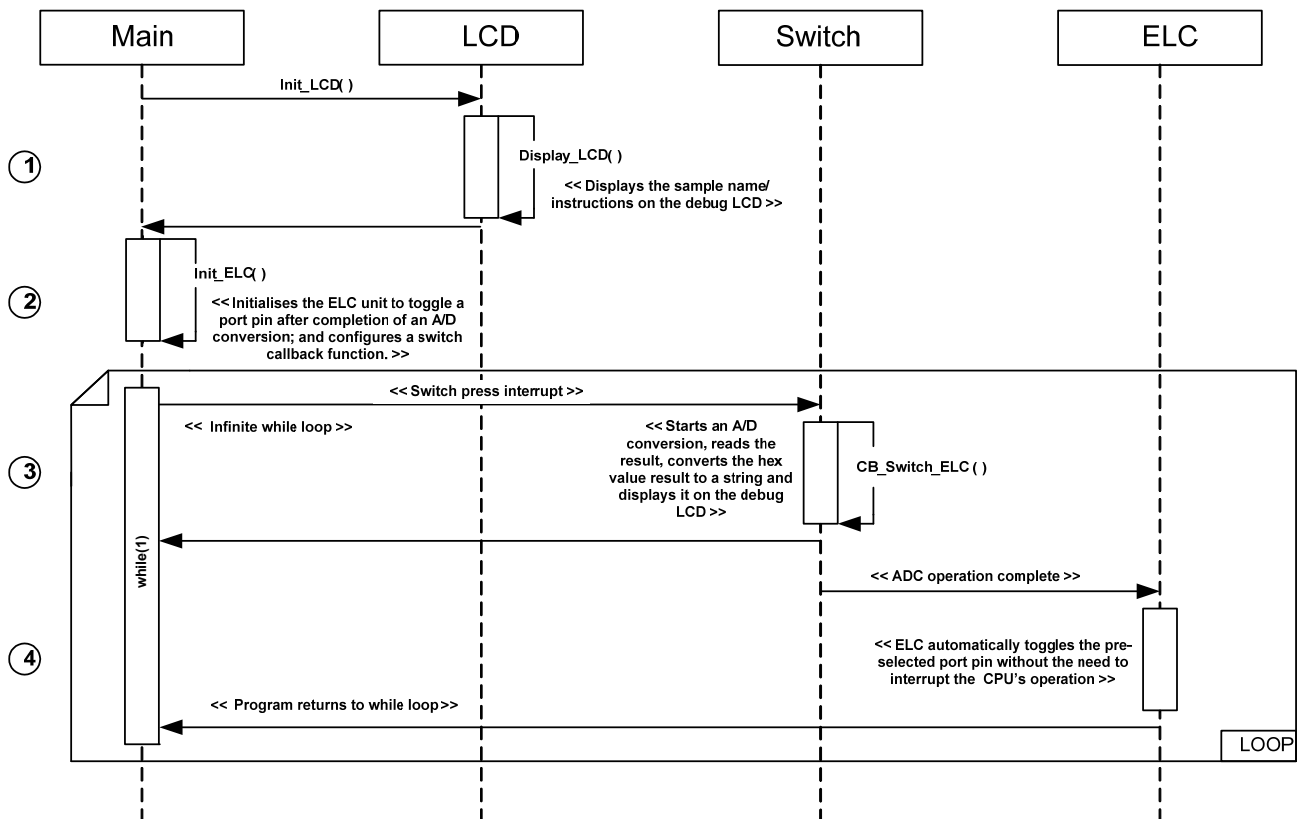 Main
LCD
Switch
ELC
Init_LCD( )
1
Display_LCD( )
<< Displays the sample name/
instructions on the debug LCD >>
2
Init_ELC( )
<< Initialises the ELC unit to toggle a
port pin after completion of an A/D
conversion; and configures a switch
callback function. >>
<< Switch press interrupt >>
<< Infinite while loop >>
3
<< Starts an A/D
conversion, reads the
result, converts the hex
value result to a string and
displays it on the debug
LCD >>
CB_Switch_ELC ( )
while(1)
<< ADC operation complete >>
4
<< ELC automatically toggles the pre-
selected port pin without the need to
interrupt the CPU's operation >>
<< Program returns to while loop >>
LOOP